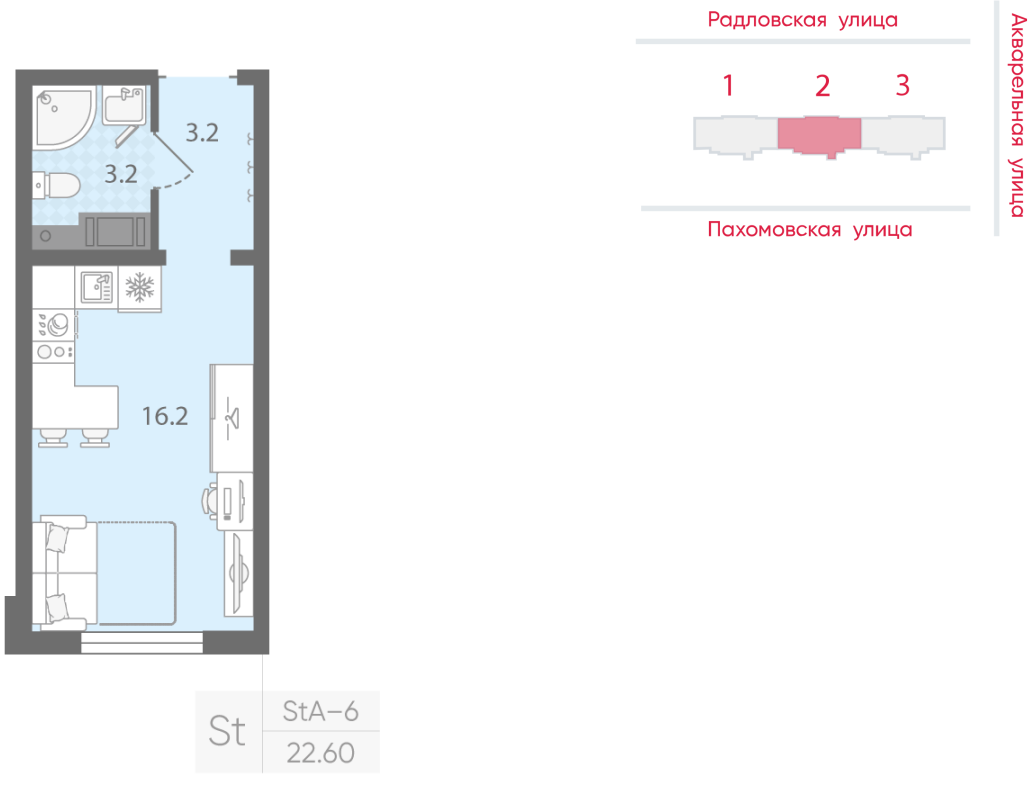 Радловская улица
Акварельная улица
1 2 3
Пахомовская улица
3.2
3.2
16.2
St
StA–6
22.60